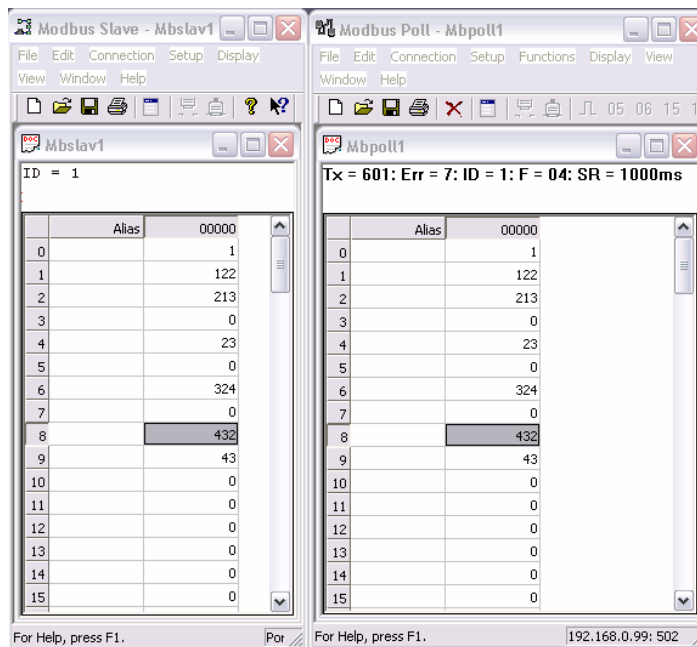 Modbus Slave - Mbslav1
File Edit Connection Setup Display
View Window Help
Mbslav1
ID = 1
Alias 00000
0 1
1 122
2 213
3 0
4 23
5 0
6 324
7 0
8 432
9 43
10 0
11 0
12 0
13 0
14 0
15 0
For Help, press F1. Por
Modbus Poll - Mbpoll1
File Edit Connection Setup Functions Display View
Window Help
05 06 15 1
Mbpoll1
Tx = 601: Err = 7: ID = 1: F = 04: SR = 1000ms
Alias 00000
0 1
1 122
2 213
3 0
4 23
5 0
6 324
7 0
8 432
9 43
10 0
11 0
12 0
13 0
14 0
15 0
For Help, press F1. 192.168.0.99: 502